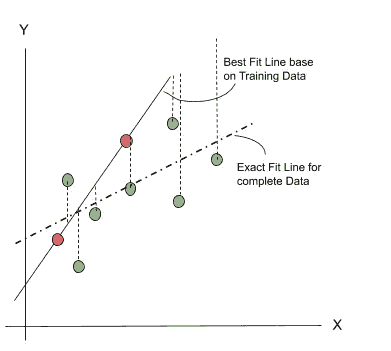 Y
Best Fit Line base
on Training Data
Exact Fit Line for
complete Data
X